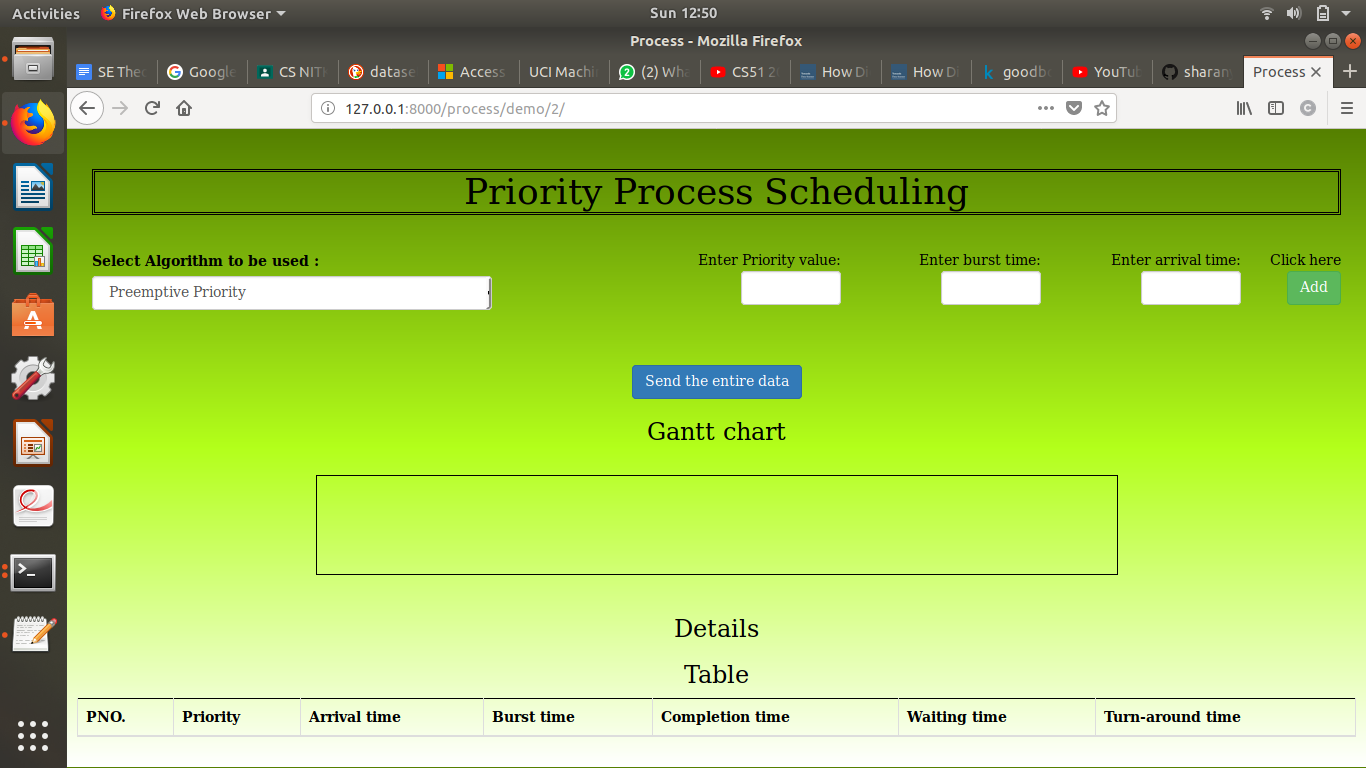 Activities Firefox Web Browser Sun 12:50
Process - Mozilla Firefox
SE Theo Google CS NIT datase Access UCI Machi (2) Wha CS51 2 How Di How Di goodb YouTub sharan Process
127.0.0.1:8000/process/demo/2/
Priority Process Scheduling
Select Algorithm to be used : Enter Priority value: Enter burst time: Enter arrival time: Click here
Preemptive Priority Add
Send the entire data
Gantt chart
Details
Table
PNO. Priority Arrival time Burst time Completion time Waiting time Turn-around time